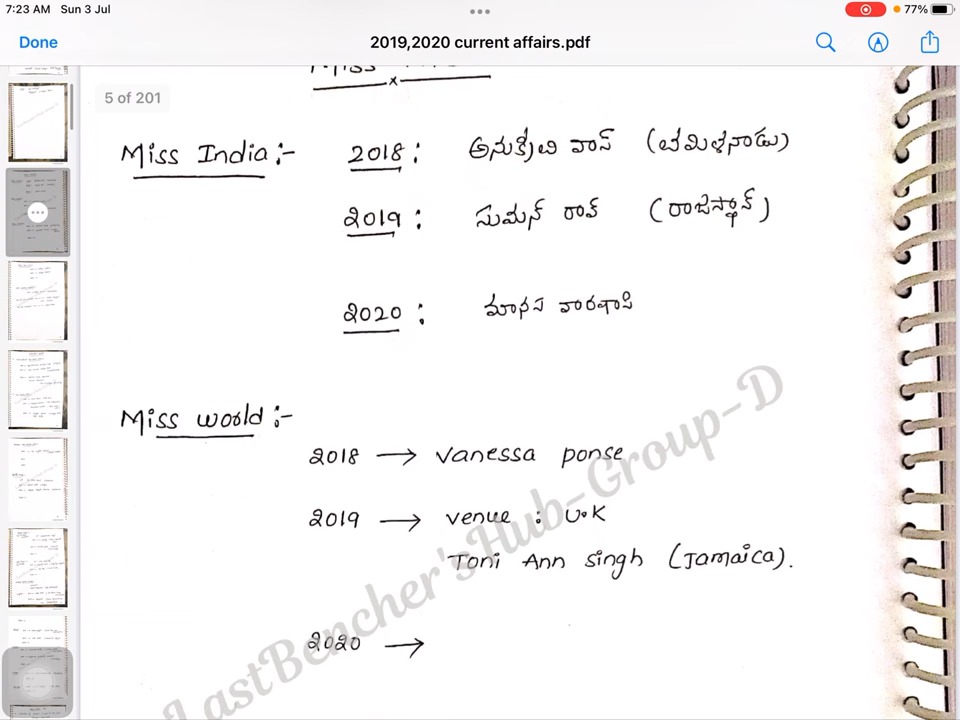 7:23 AM Sun 3 Jul
77%
Done
2019,2020 current affairs.pdf
5 of 201
Miss
Miss India :- 2018 : అనుక్రీతి వాస్ (తమిళనాడు)
2019 : సుమన్ రావ్ (రాజస్థాన్)
2020 : మానస వారణాసి
Miss World :-
2018 → Vanessa ponse
2019 → Venue : U.K
Toni Ann Singh (Jamaica).
2020 →
LastBencher's Hub-Group-D